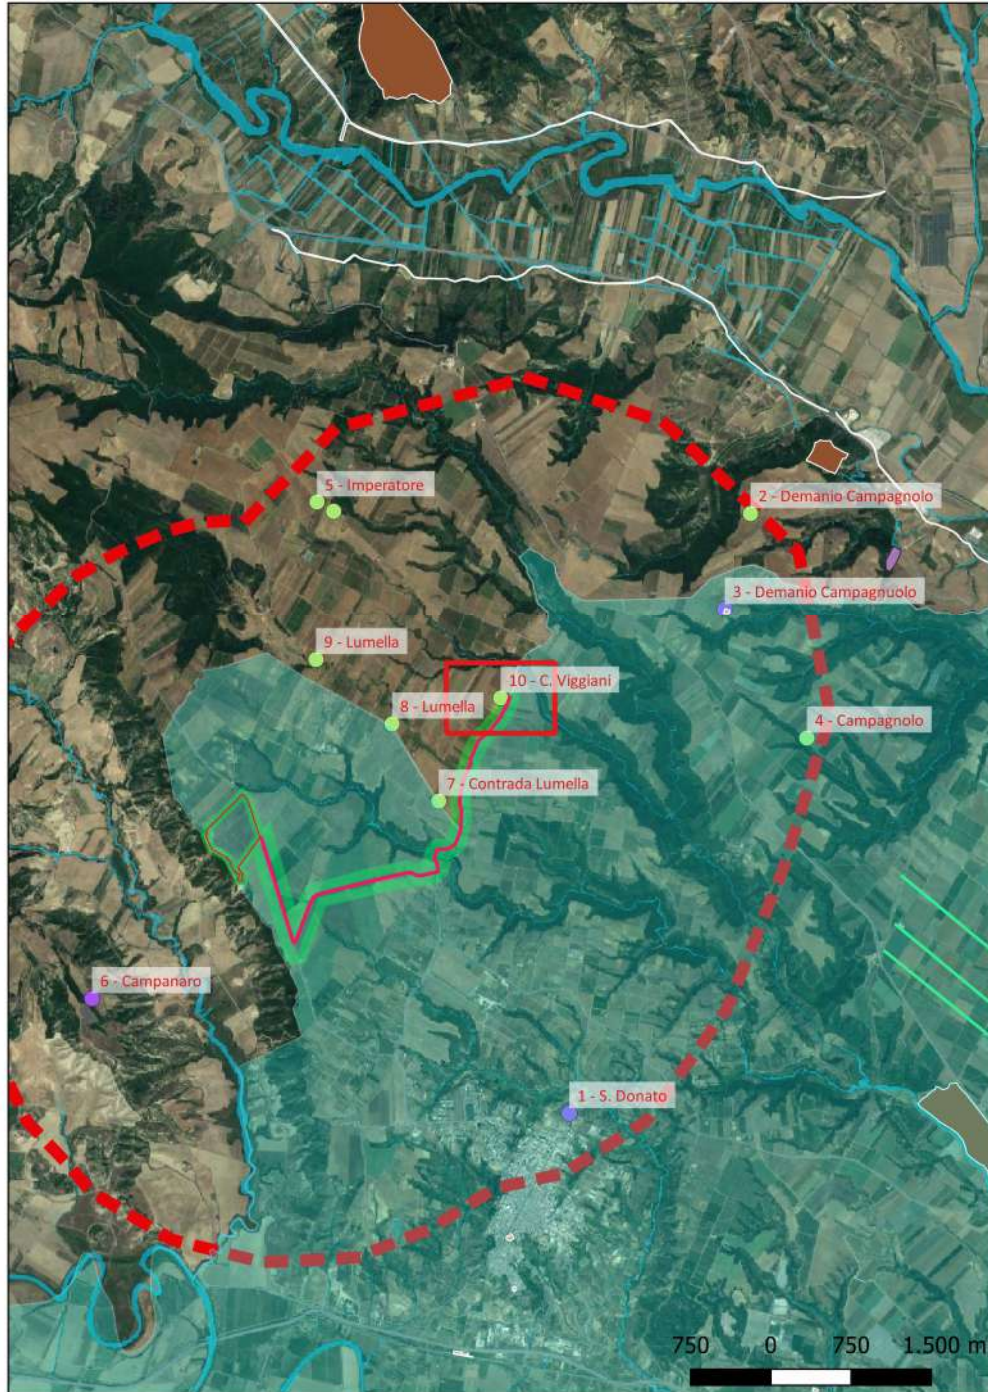 5 - Imperatore
2 - Demanio Campagnolo
3 - Demanio Campagnuolo
9 - Lumella
10 - C. Viggiani
8 - Lumella
4 - Campagnolo
7 - Contrada Lumella
6 - Campanaro
1 - S. Donato
750 0 750 1.500 m